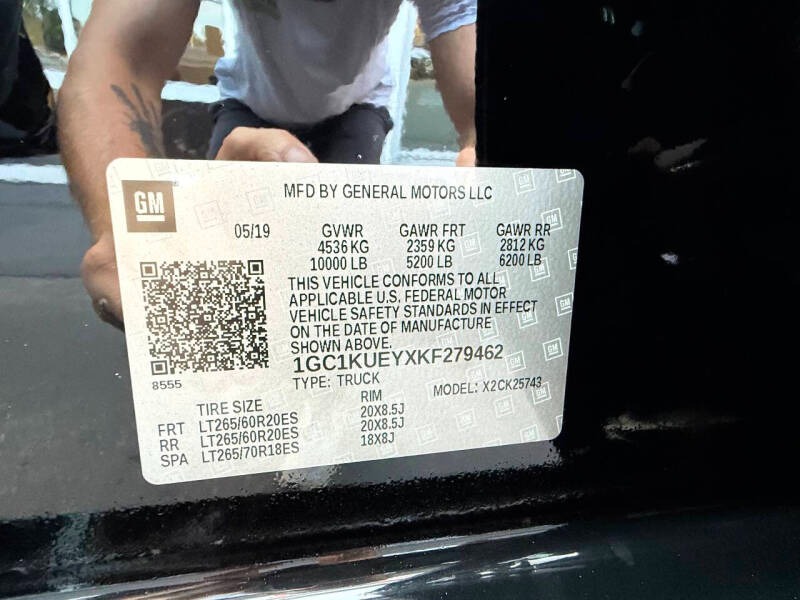 GM
MFD BY GENERAL MOTORS LLC
05/19 GVWR GAWR FRT GAWR RR
4536 KG 2359 KG 2812 KG
10000 LB 5200 LB 6200 LB
THIS VEHICLE CONFORMS TO ALL
APPLICABLE U.S. FEDERAL MOTOR
VEHICLE SAFETY STANDARDS IN EFFECT
ON THE DATE OF MANUFACTURE
SHOWN ABOVE.
1GC1KUEYXKF279462
8555
TYPE: TRUCK MODEL: X2CK25743
TIRE SIZE RIM
FRT LT265/60R20ES 20X8.5J
RR LT265/60R20ES 20X8.5J
SPA LT265/70R18ES 18X8J